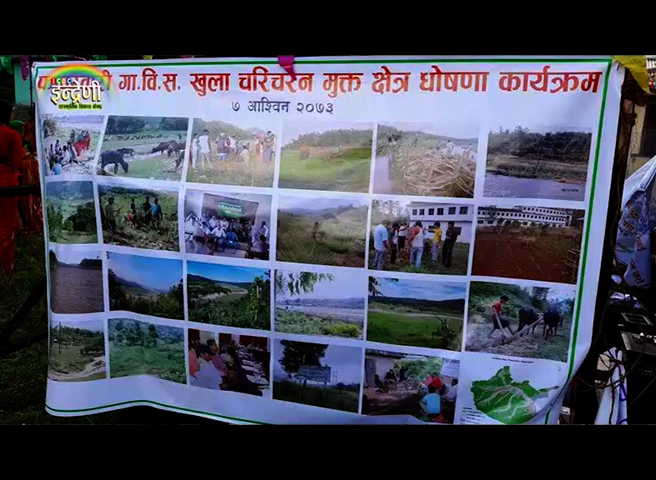 इन्द्रेणी
गा.वि.स. खुला चरिचरन मुक्त क्षेत्र घोषणा कार्यक्रम
७ आश्विन २०७३